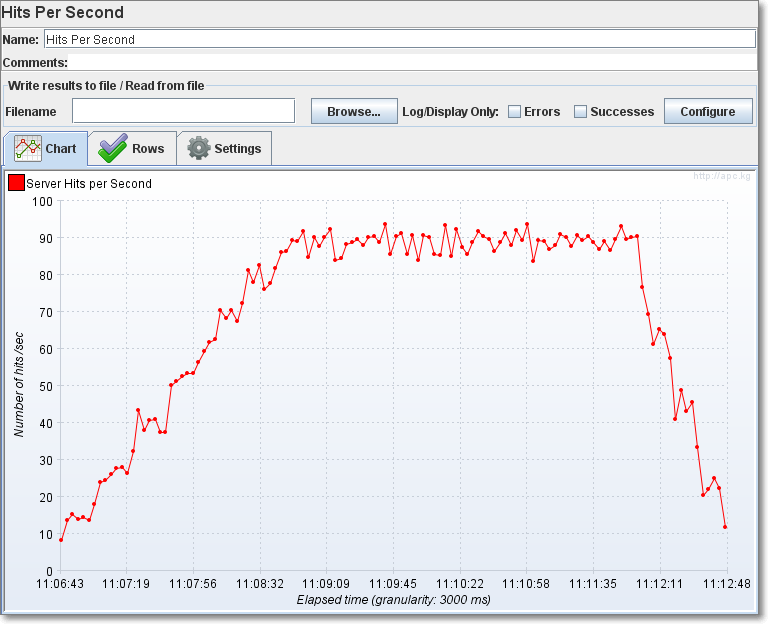 Hits Per Second
Name: Hits Per Second
Comments:
Write results to file / Read from file
Filename Browse... Log/Display Only: Errors Successes Configure
Chart Rows Settings
http://apc.kg
Server Hits per Second
100
90
80
70
60
50
40
30
20
10
0
Number of hits /sec
11:06:43 11:07:19 11:07:56 11:08:32 11:09:09 11:09:45 11:10:22 11:10:58 11:11:35 11:12:11 11:12:48
Elapsed time (granularity: 3000 ms)